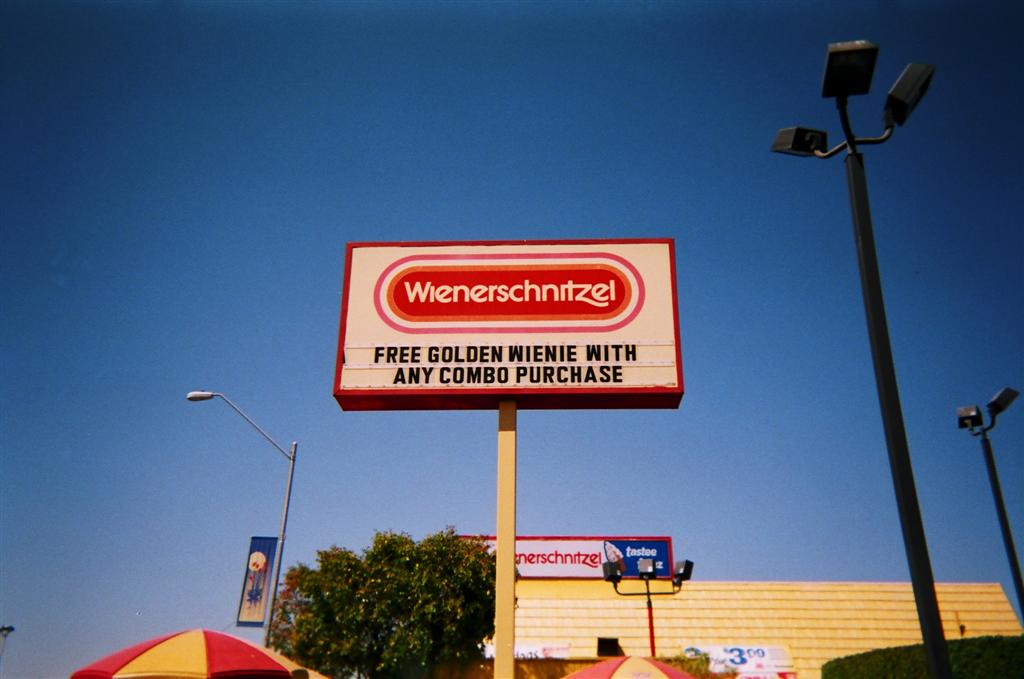 Wienerschnitzel
FREE GOLDEN WIENIE WITH
ANY COMBO PURCHASE
nerschnitzel
tastee
$3 99